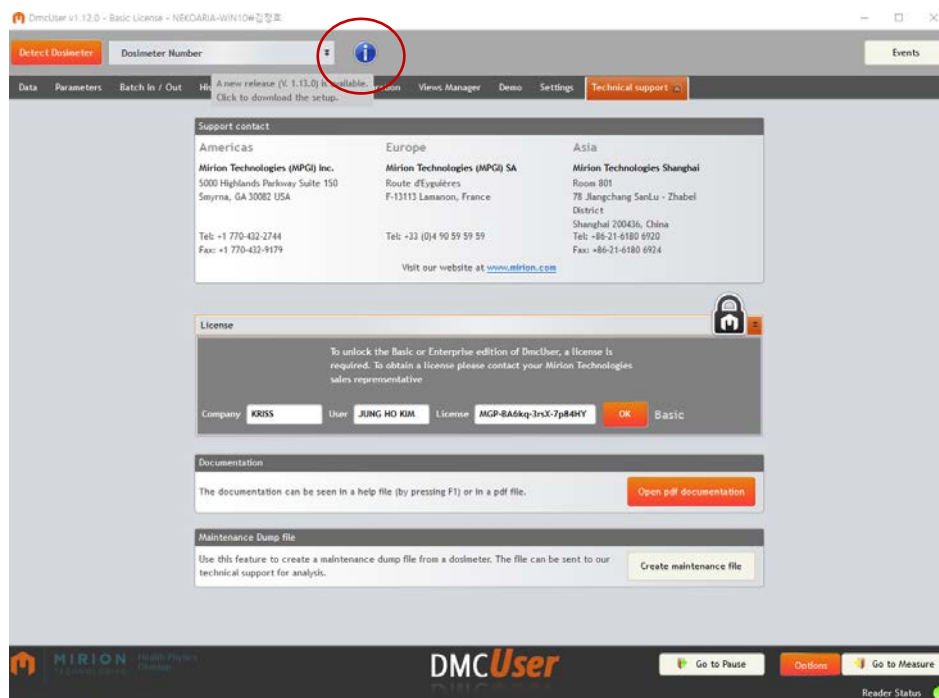 DmcUser v1.12.0 - Basic License - NEKOARIA-WIN10₩김정호
Detect Dosimeter
Dosimeter Number
Events
A new release (V. 1.13.0) is available.
Click to download the setup.
Data Parameters Batch In / Out Views Manager Demo Settings Technical support
Support contact
Americas Europe Asia
Mirion Technologies (MPGI) Inc. Mirion Technologies (MPGI) SA Mirion Technologies Shanghai
5000 Highlands Parkway Suite 150 Route d'Eyguières Room 801
Smyrna, GA 30082 USA F-13113 Lamanon, France 78 Jiangchang SanLu - Zhabei
District
Shanghai 200436, China
Tel: +1 770-432-2744 Tel: +33 (0)4 90 59 59 59 Tel: +86-21-6180 6920
Fax: +1 770-432-9179 Fax: +86-21-6180 6924
Visit our website at www.mirion.com
License
To unlock the Basic or Enterprise edition of DmcUser, a license is
required. To obtain a license please contact your Mirion Technologies
sales reprementative
Company KRISS User JUNG HO KIM License MGP-BA6kq-3rsX-7p84HY OK Basic
Documentation
The documentation can be seen in a help file (by pressing F1) or in a pdf file.
Open pdf documentation
Maintenance Dump file
Use this feature to create a maintenance dump file from a dosimeter. The file can be sent to our
technical support for analysis.
Create maintenance file
MIRION
TECHNOLOGIES
Health Physics
Division
DMCUser
Go to Pause
Options
Go to Measure
Reader Status